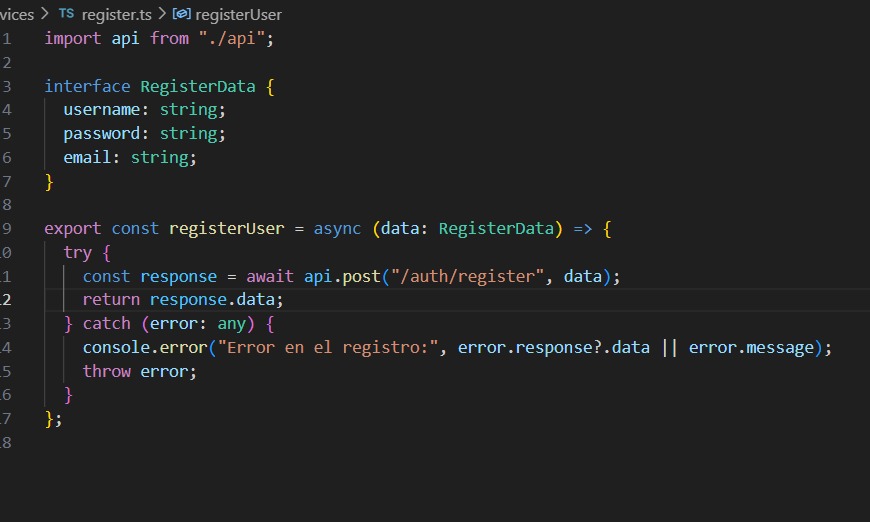 vices > TS register.ts > registerUser
1 import api from "./api";
2
3 interface RegisterData {
4   username: string;
5   password: string;
6   email: string;
7 }
8
9 export const registerUser = async (data: RegisterData) => {
0   try {
1     const response = await api.post("/auth/register", data);
2     return response.data;
3   } catch (error: any) {
4     console.error("Error en el registro:", error.response?.data || error.message);
5     throw error;
6   }
7 };
8